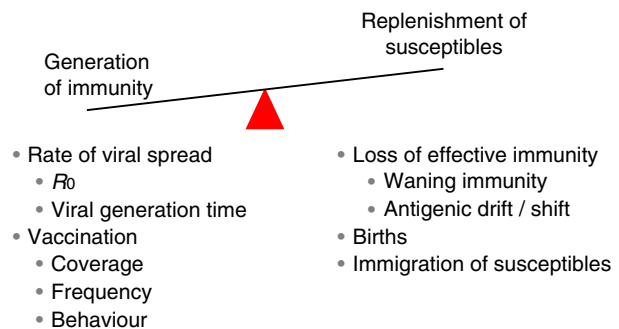 Generation
of immunity
Replenishment of
susceptibles
• Rate of viral spread
• R0
• Viral generation time
• Vaccination
• Coverage
• Frequency
• Behaviour
• Loss of effective immunity
• Waning immunity
• Antigenic drift / shift
• Births
• Immigration of susceptibles